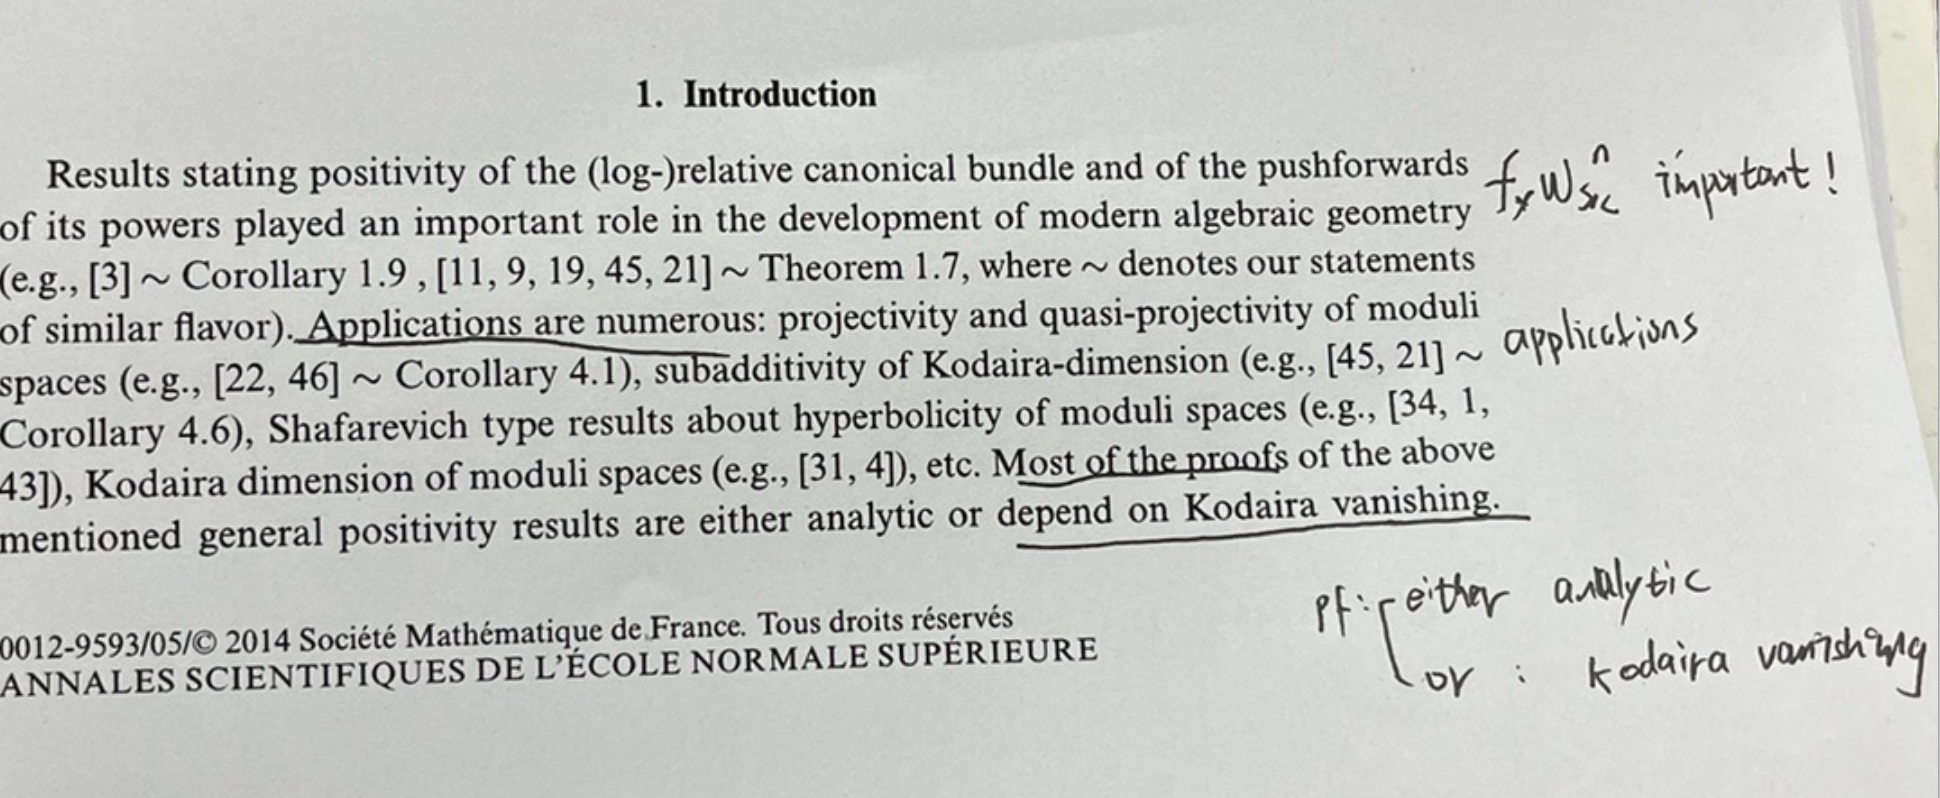 1. Introduction
Results stating positivity of the (log-)relative canonical bundle and of the pushforwards
f_* ω_{S/C}^n important!
of its powers played an important role in the development of modern algebraic geometry
(e.g., [3] ~ Corollary 1.9 , [11, 9, 19, 45, 21] ~ Theorem 1.7, where ~ denotes our statements
of similar flavor). Applications are numerous: projectivity and quasi-projectivity of moduli
applications
spaces (e.g., [22, 46] ~ Corollary 4.1), subadditivity of Kodaira-dimension (e.g., [45, 21] ~
Corollary 4.6), Shafarevich type results about hyperbolicity of moduli spaces (e.g., [34, 1,
43]), Kodaira dimension of moduli spaces (e.g., [31, 4]), etc. Most of the proofs of the above
mentioned general positivity results are either analytic or depend on Kodaira vanishing.
pf: either analytic
or : kodaira vanishing
0012-9593/05/© 2014 Société Mathématique de France. Tous droits réservés
ANNALES SCIENTIFIQUES DE L'ÉCOLE NORMALE SUPÉRIEURE